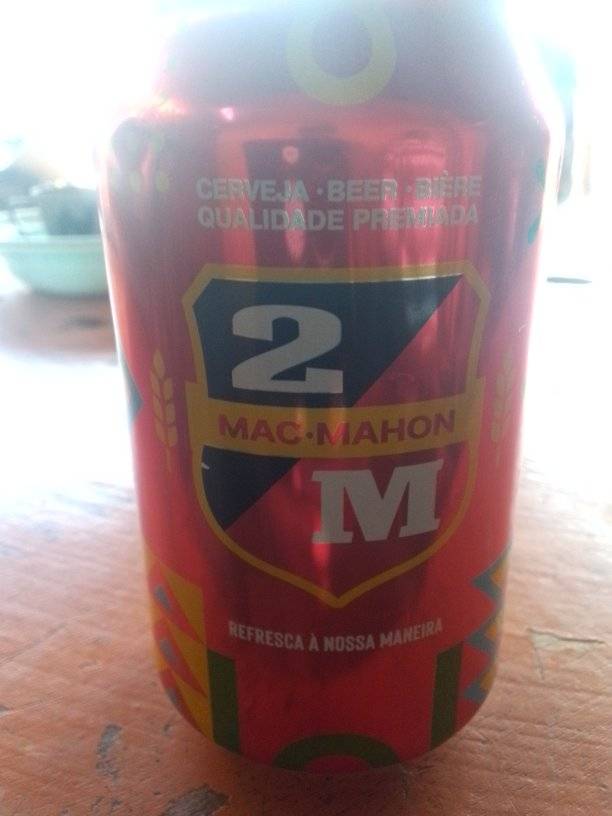 CERVEJA · BEER · BIÈRE
QUALIDADE PREMIADA
2
MAC·MAHON
M
REFRESCA À NOSSA MANEIRA